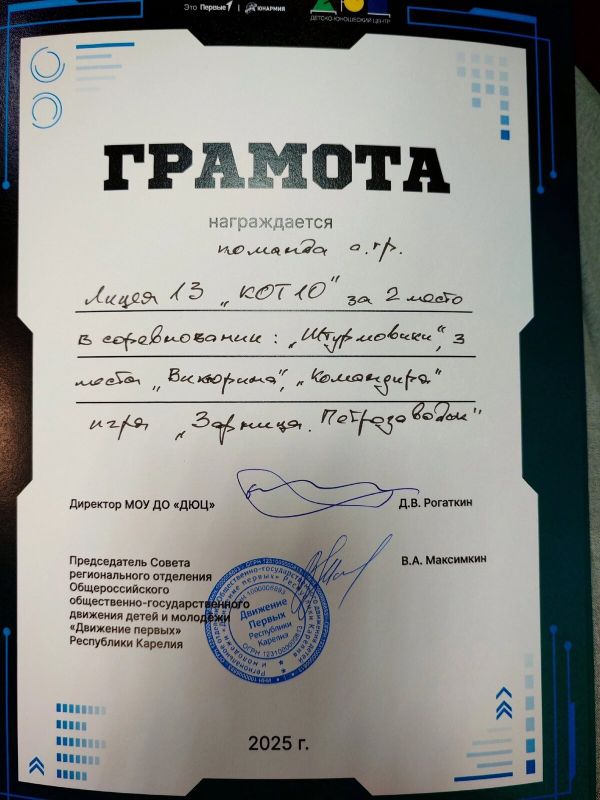 Это Первые | ЮНАРМИЯ
ДЕТСКО-ЮНОШЕСКИЙ ЦЕНТР
ГРАМОТА
награждается
команда с.гр.
Лицея 13 „КОТ10" за 2 место
в соревновании: „Штурмовики", 3
места „Викторина", „Командира"
игра „Зарница. Петрозаводск"
Директор МОУ ДО «ДЮЦ»
Д.В. Рогаткин
Председатель Совета
регионального отделения
Общероссийского
общественно-государственного
движения детей и молодёжи
«Движение первых»
Республики Карелия
В.А. Максимкин
Движение
Первых
Республики
Карелия
2025 г.